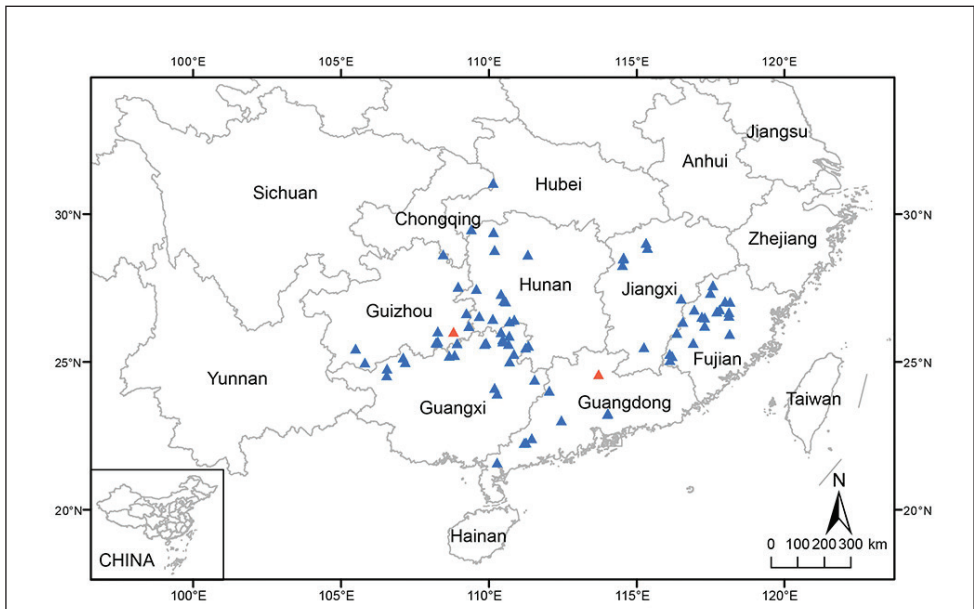 100°E 105°E 110°E 115°E 120°E
Jiangsu
Anhui
Hubei
Sichuan
30°N Chongqing 30°N
Zhejiang
Hunan Jiangxi
Guizhou
25°N Fujian 25°N
Yunnan
Taiwan
Guangxi Guangdong
N
20°N 20°N
Hainan
0 100 200 300 km
CHINA
100°E 105°E 110°E 115°E 120°E